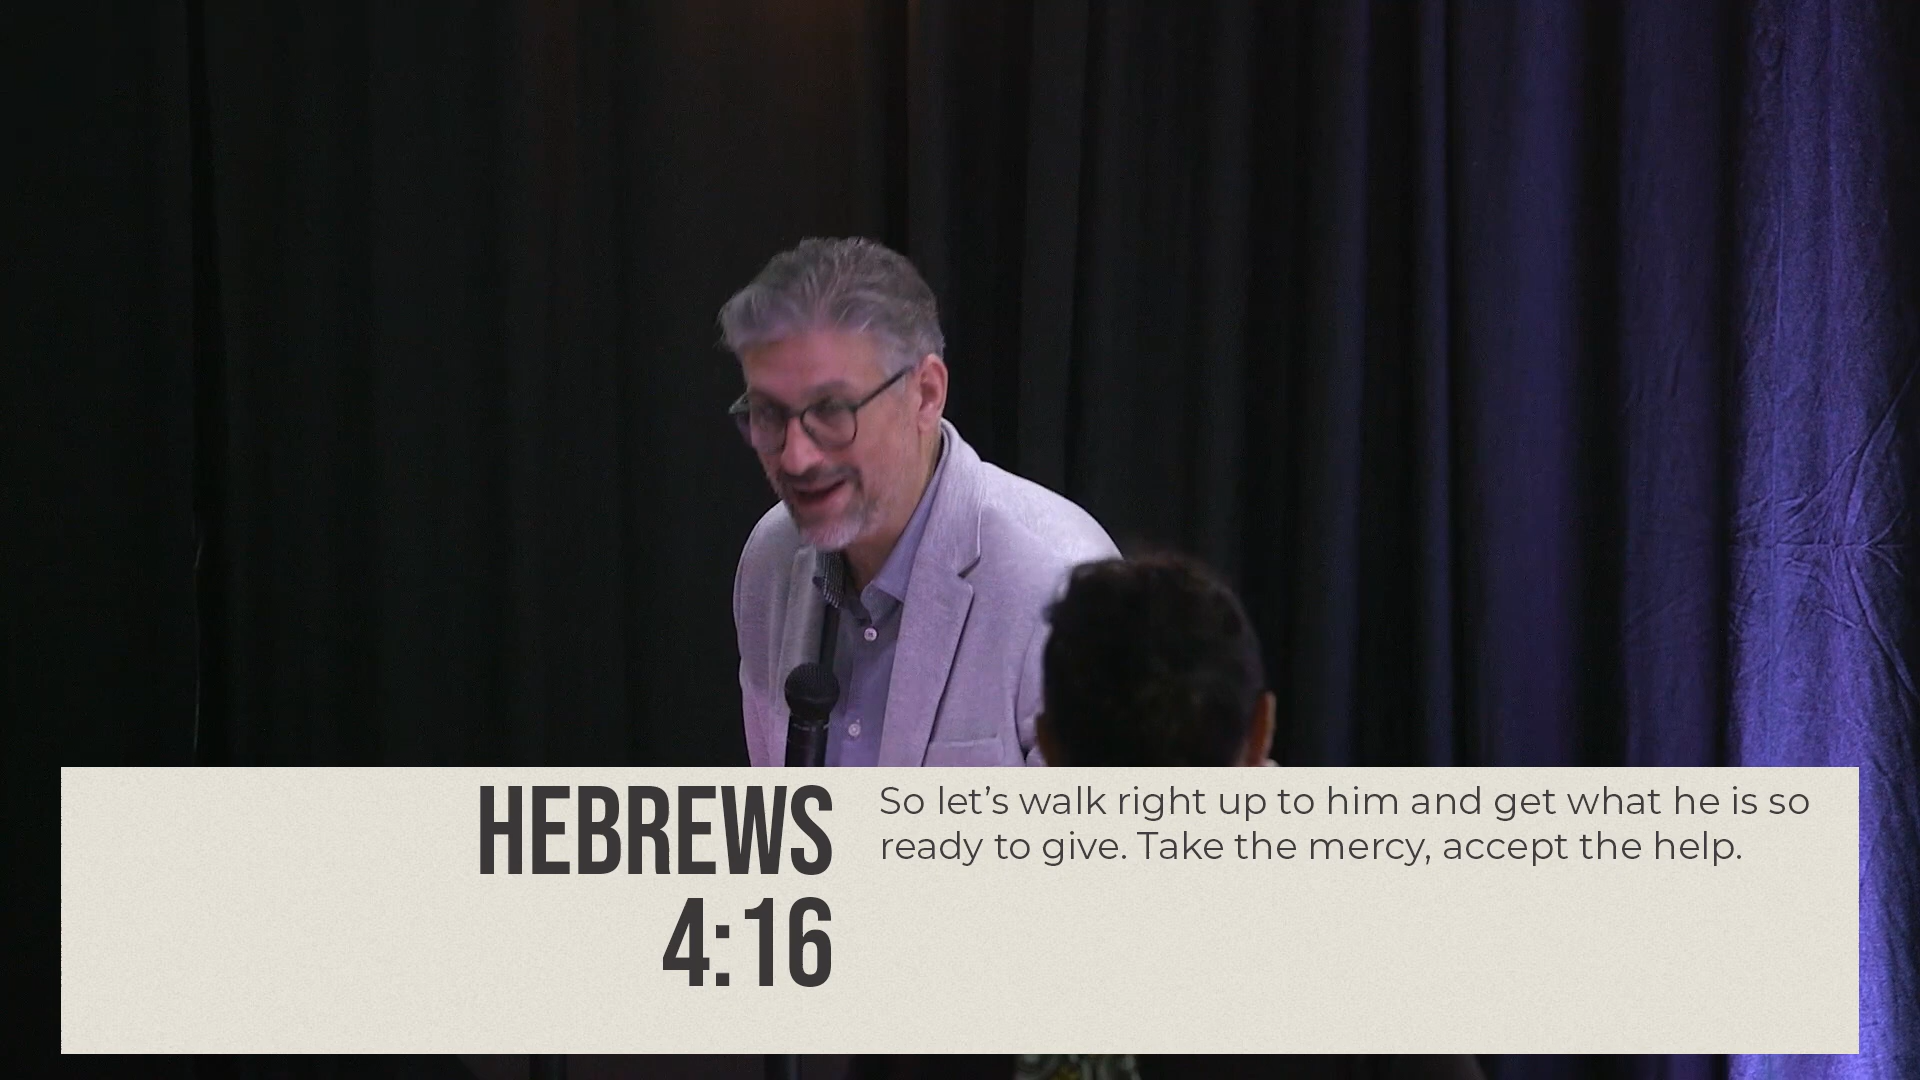 HEBREWS
4:16
So let’s walk right up to him and get what he is so
ready to give. Take the mercy, accept the help.